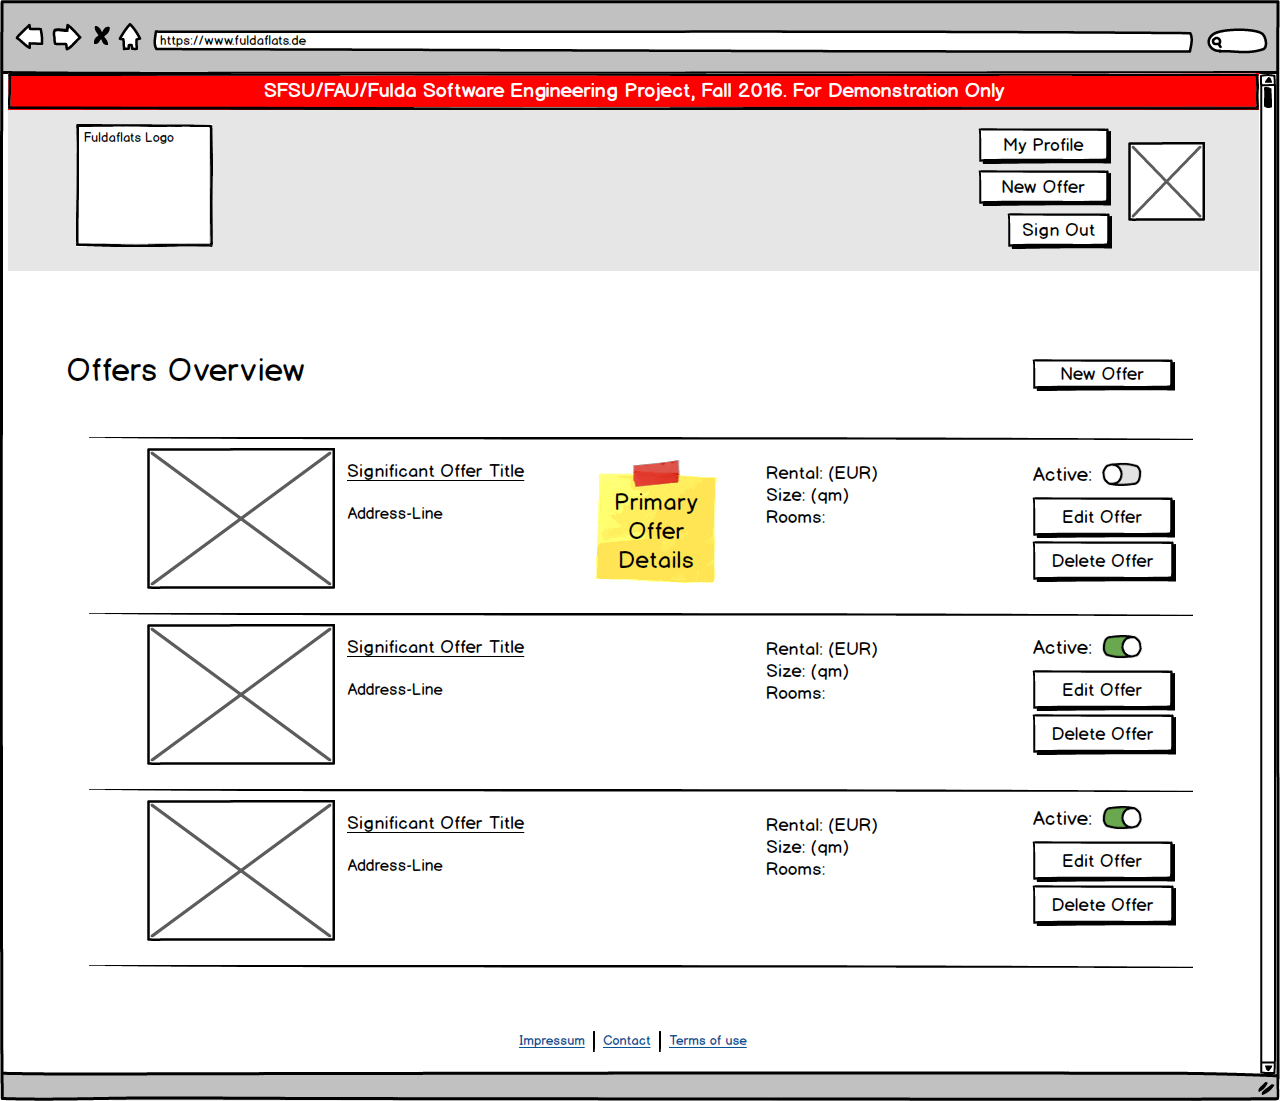 https://www.fuldaflats.de
SFSU/FAU/Fulda Software Engineering Project, Fall 2016. For Demonstration Only
Fuldaflats Logo
My Profile
New Offer
Sign Out
Offers Overview
New Offer
Significant Offer Title
Address-Line
Primary
Offer
Details
Rental: (EUR)
Size: (qm)
Rooms:
Active:
Edit Offer
Delete Offer
Significant Offer Title
Address-Line
Rental: (EUR)
Size: (qm)
Rooms:
Active:
Edit Offer
Delete Offer
Significant Offer Title
Address-Line
Rental: (EUR)
Size: (qm)
Rooms:
Active:
Edit Offer
Delete Offer
Impressum | Contact | Terms of use